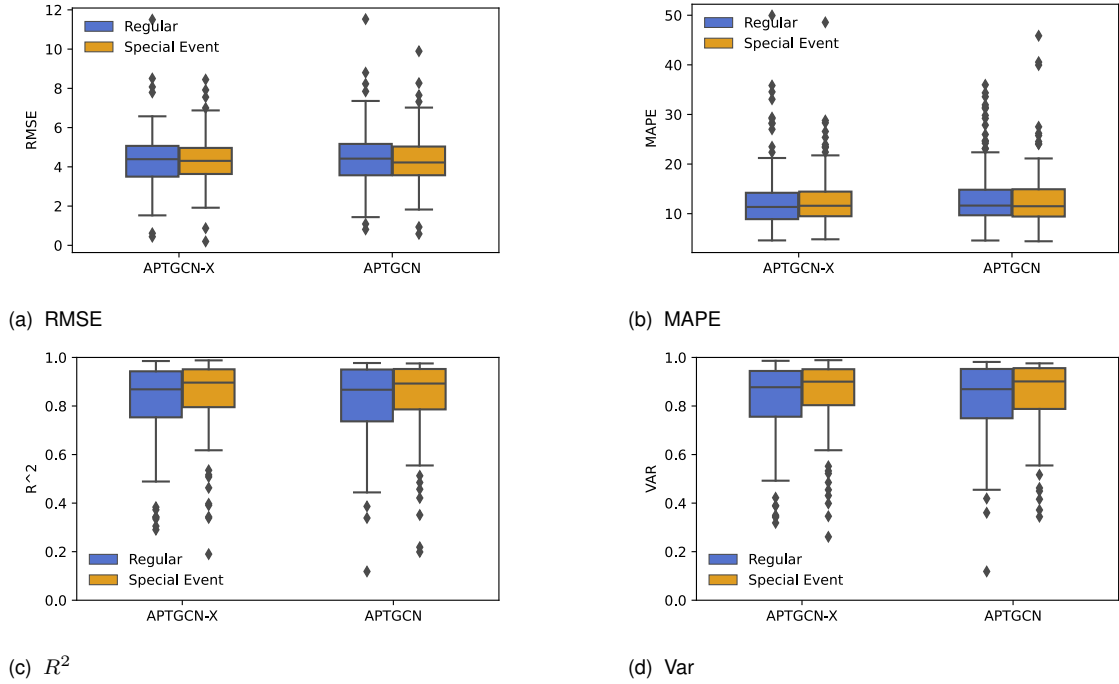 12
10
8
6
4
2
0
RMSE
Regular
Special Event
APTGCN-X
APTGCN
(a) RMSE
50
40
30
20
10
MAPE
Regular
Special Event
APTGCN-X
APTGCN
(b) MAPE
1.0
0.8
0.6
0.4
0.2
0.0
R^2
Regular
Special Event
APTGCN-X
APTGCN
(c) R²
1.0
0.8
0.6
0.4
0.2
0.0
VAR
Regular
Special Event
APTGCN-X
APTGCN
(d) Var